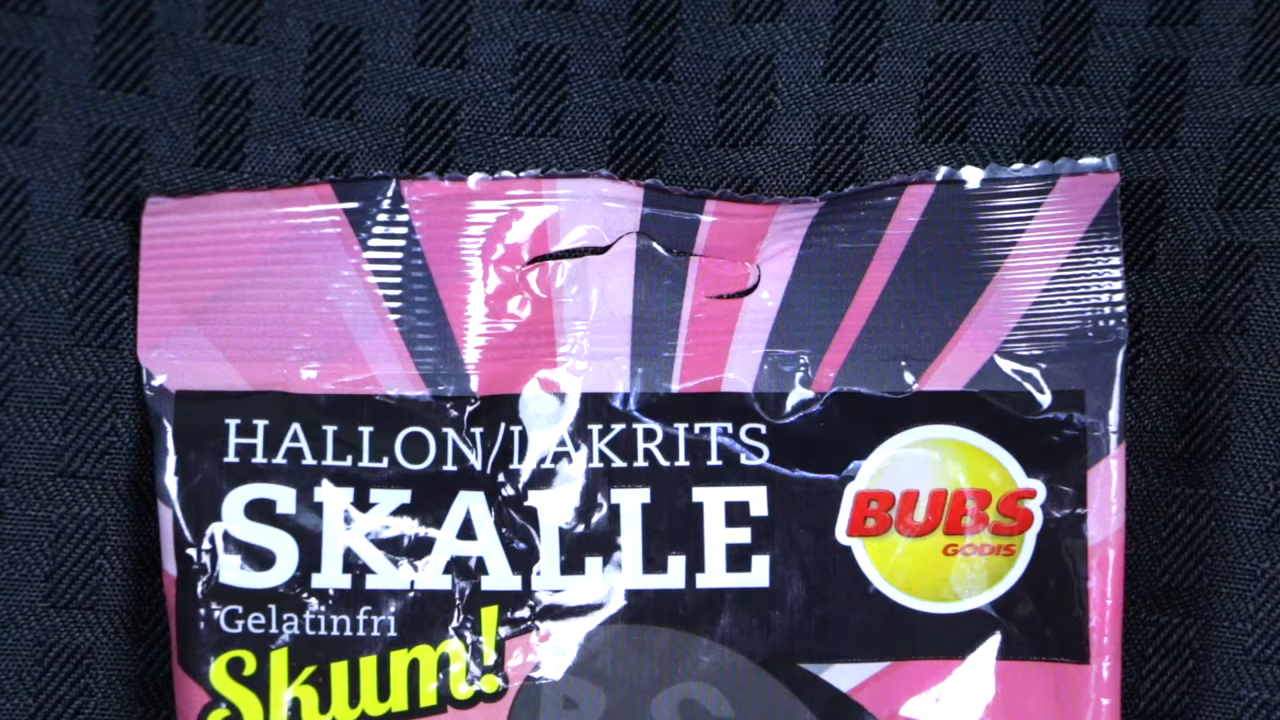 HALLON/LAKRITS
SKALLE
BUBS
GODIS
Gelatinfri
Skum!